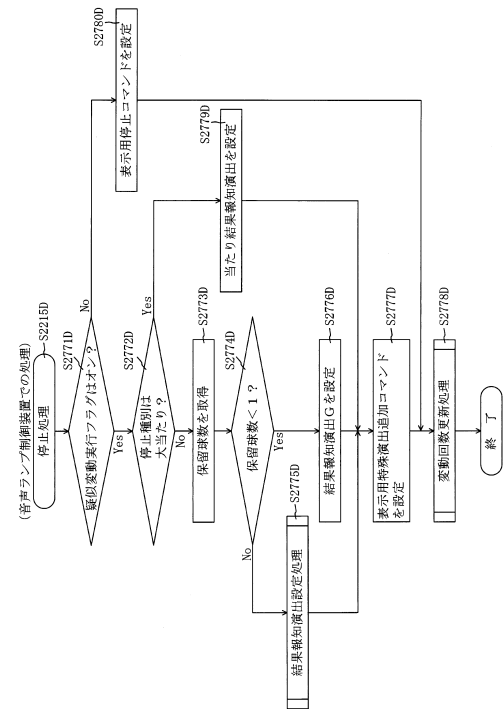 (音声ランプ制御装置での処理)
停止処理
S2215D
疑似変動実行フラグはオン?
S2771D
No
Yes
表示用停止コマンドを設定
S2780D
停止種別は
大当たり?
S2772D
Yes
No
当たり結果報知演出を設定
S2779D
保留球数を取得
S2773D
保留球数<1?
S2774D
No
Yes
結果報知演出設定処理
S2775D
結果報知演出Gを設定
S2776D
表示用特殊演出追加コマンド
を設定
S2777D
変動回数更新処理
S2778D
終了